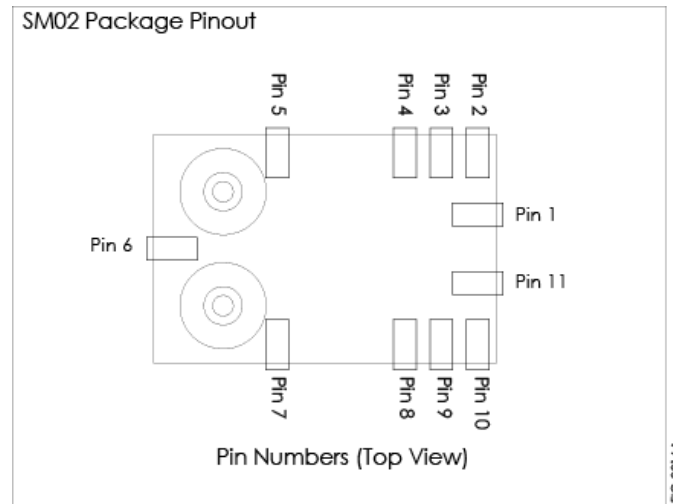 SM02 Package Pinout
Pin 5
Pin 4
Pin 3
Pin 2
Pin 1
Pin 6
Pin 11
Pin 7
Pin 8
Pin 9
Pin 10
Pin Numbers (Top View)